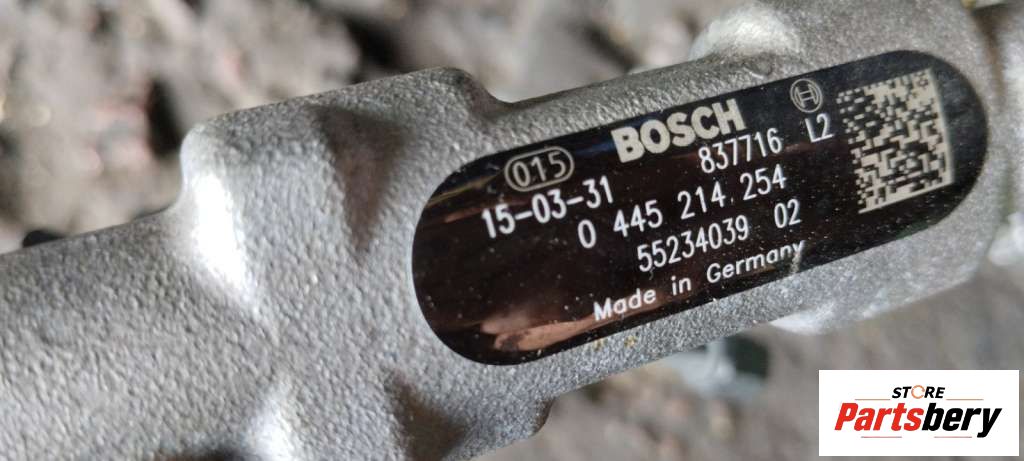 BOSCH
015
837716 L2
15-03-31
0 445 214 254
55234039 02
Made in Germany
STORE
Partsbery